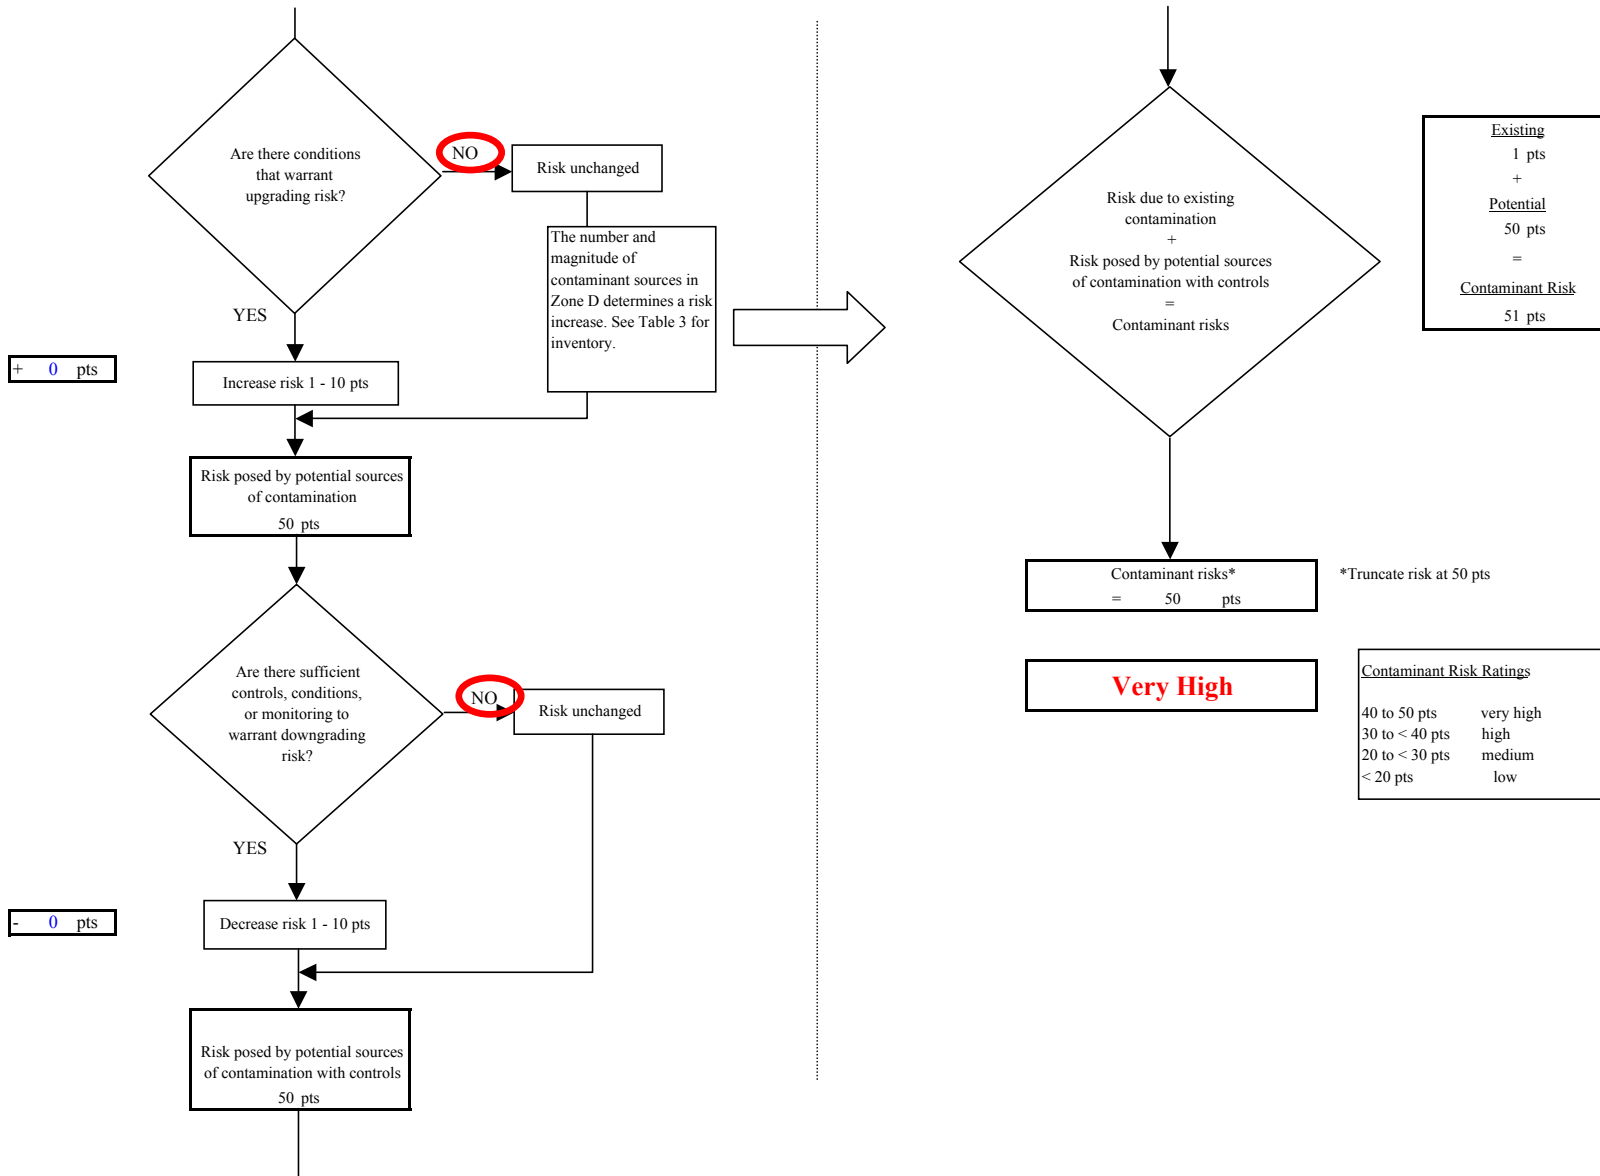 Are there conditions
that warrant
upgrading risk?
NO
Risk unchanged
The number and
magnitude of
contaminant sources in
Zone D determines a risk
increase. See Table 3 for
inventory.
YES
+ 0 pts
Increase risk 1 - 10 pts
Risk posed by potential sources
of contamination
50 pts
Are there sufficient
controls, conditions,
or monitoring to
warrant downgrading
risk?
NO
Risk unchanged
YES
- 0 pts
Decrease risk 1 - 10 pts
Risk posed by potential sources
of contamination with controls
50 pts
Risk due to existing
contamination
+
Risk posed by potential sources
of contamination with controls
=
Contaminant risks
Existing
1 pts
+
Potential
50 pts
=
Contaminant Risk
51 pts
Contaminant risks*
= 50 pts
*Truncate risk at 50 pts
Very High
Contaminant Risk Ratings
40 to 50 pts very high
30 to < 40 pts high
20 to < 30 pts medium
< 20 pts low